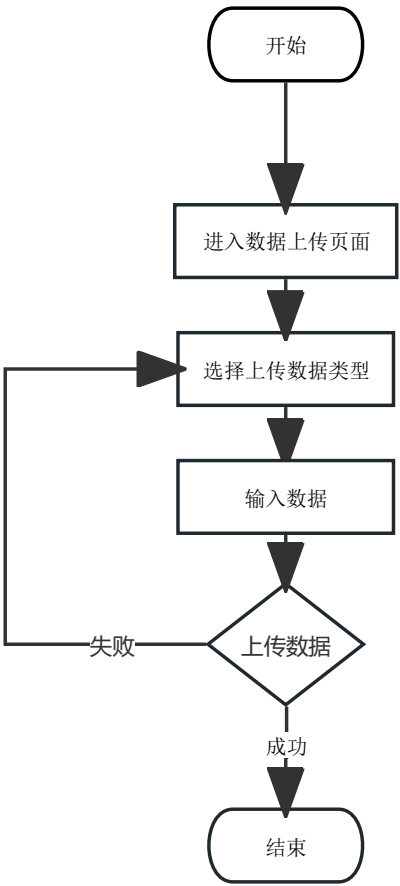 开始
进入数据上传页面
选择上传数据类型
输入数据
上传数据
失败
成功
结束